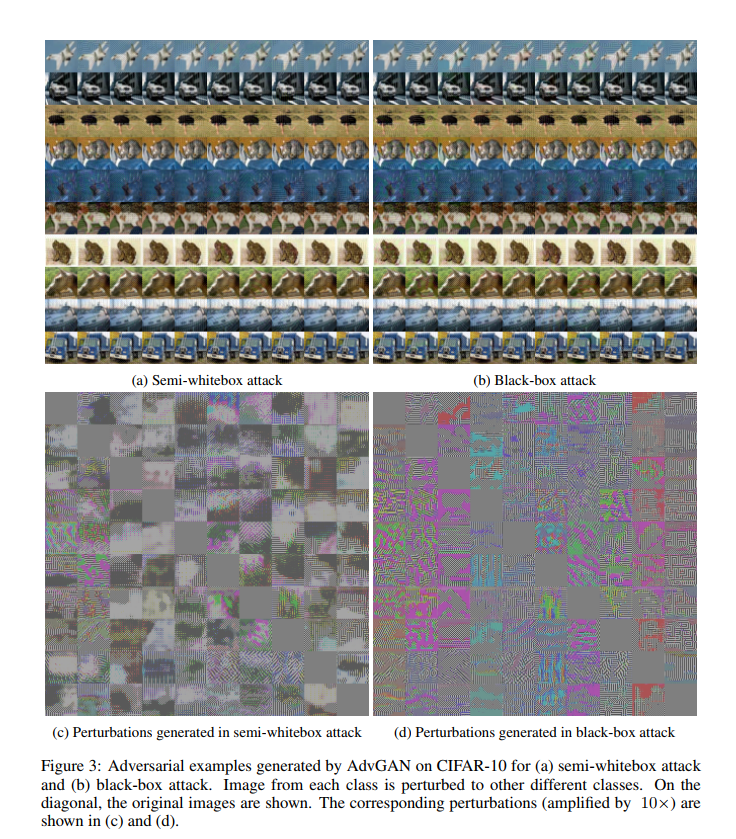 (a) Semi-whitebox attack
(b) Black-box attack
(c) Perturbations generated in semi-whitebox attack
(d) Perturbations generated in black-box attack
Figure 3: Adversarial examples generated by AdvGAN on CIFAR-10 for (a) semi-whitebox attack
and (b) black-box attack. Image from each class is perturbed to other different classes. On the
diagonal, the original images are shown. The corresponding perturbations (amplified by 10×) are
shown in (c) and (d).